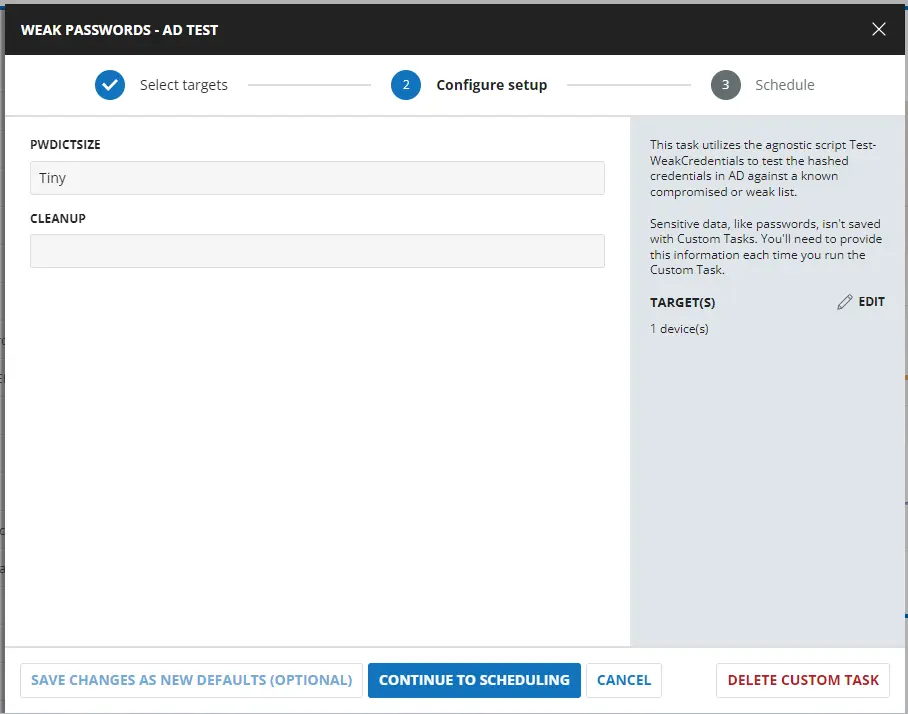 WEAK PASSWORDS - AD TEST
Select targets
2
Configure setup
3
Schedule
PWDICTSIZE
Tiny
CLEANUP
This task utilizes the agnostic script Test-
WeakCredentials to test the hashed
credentials in AD against a known
compromised or weak list.
Sensitive data, like passwords, isn't saved
with Custom Tasks. You'll need to provide
this information each time you run the
Custom Task.
TARGET(S)
EDIT
1 device(s)
SAVE CHANGES AS NEW DEFAULTS (OPTIONAL)
CONTINUE TO SCHEDULING
CANCEL
DELETE CUSTOM TASK